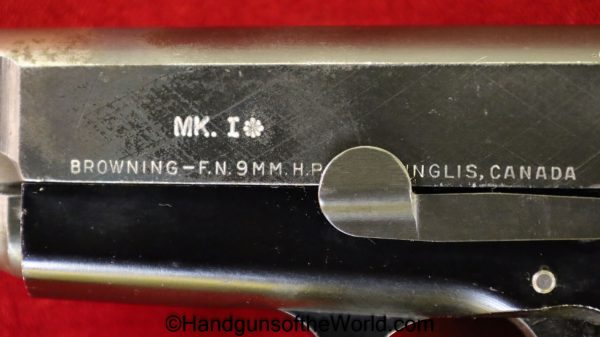 MK. I*
BROWNING-F.N. 9MM. H.P. INGLIS, CANADA
©HandgunsoftheWorld.com